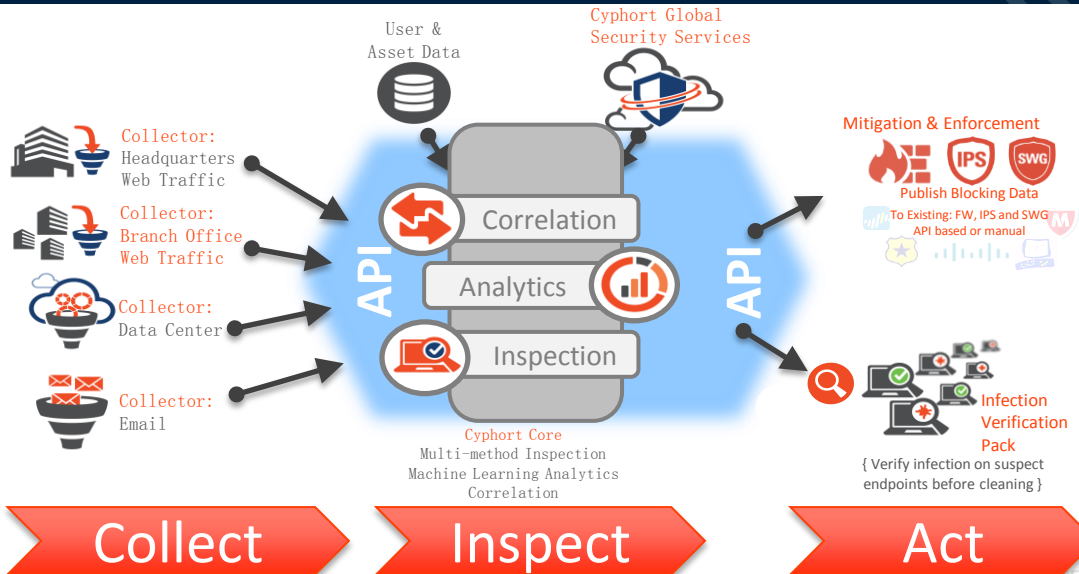 User &
Asset Data
Cyphort Global
Security Services
Collector:
Headquarters
Web Traffic
Collector:
Branch Office
Web Traffic
Collector:
Data Center
Collector:
Email
API
Correlation
Analytics
Inspection
API
Cyphort Core
Multi-method Inspection
Machine Learning Analytics
Correlation
Mitigation & Enforcement
IPS
SWG
Publish Blocking Data
To Existing: FW, IPS and SWG
API based or manual
M
Infection
Verification
Pack
{ Verify infection on suspect
endpoints before cleaning }
Collect
Inspect
Act